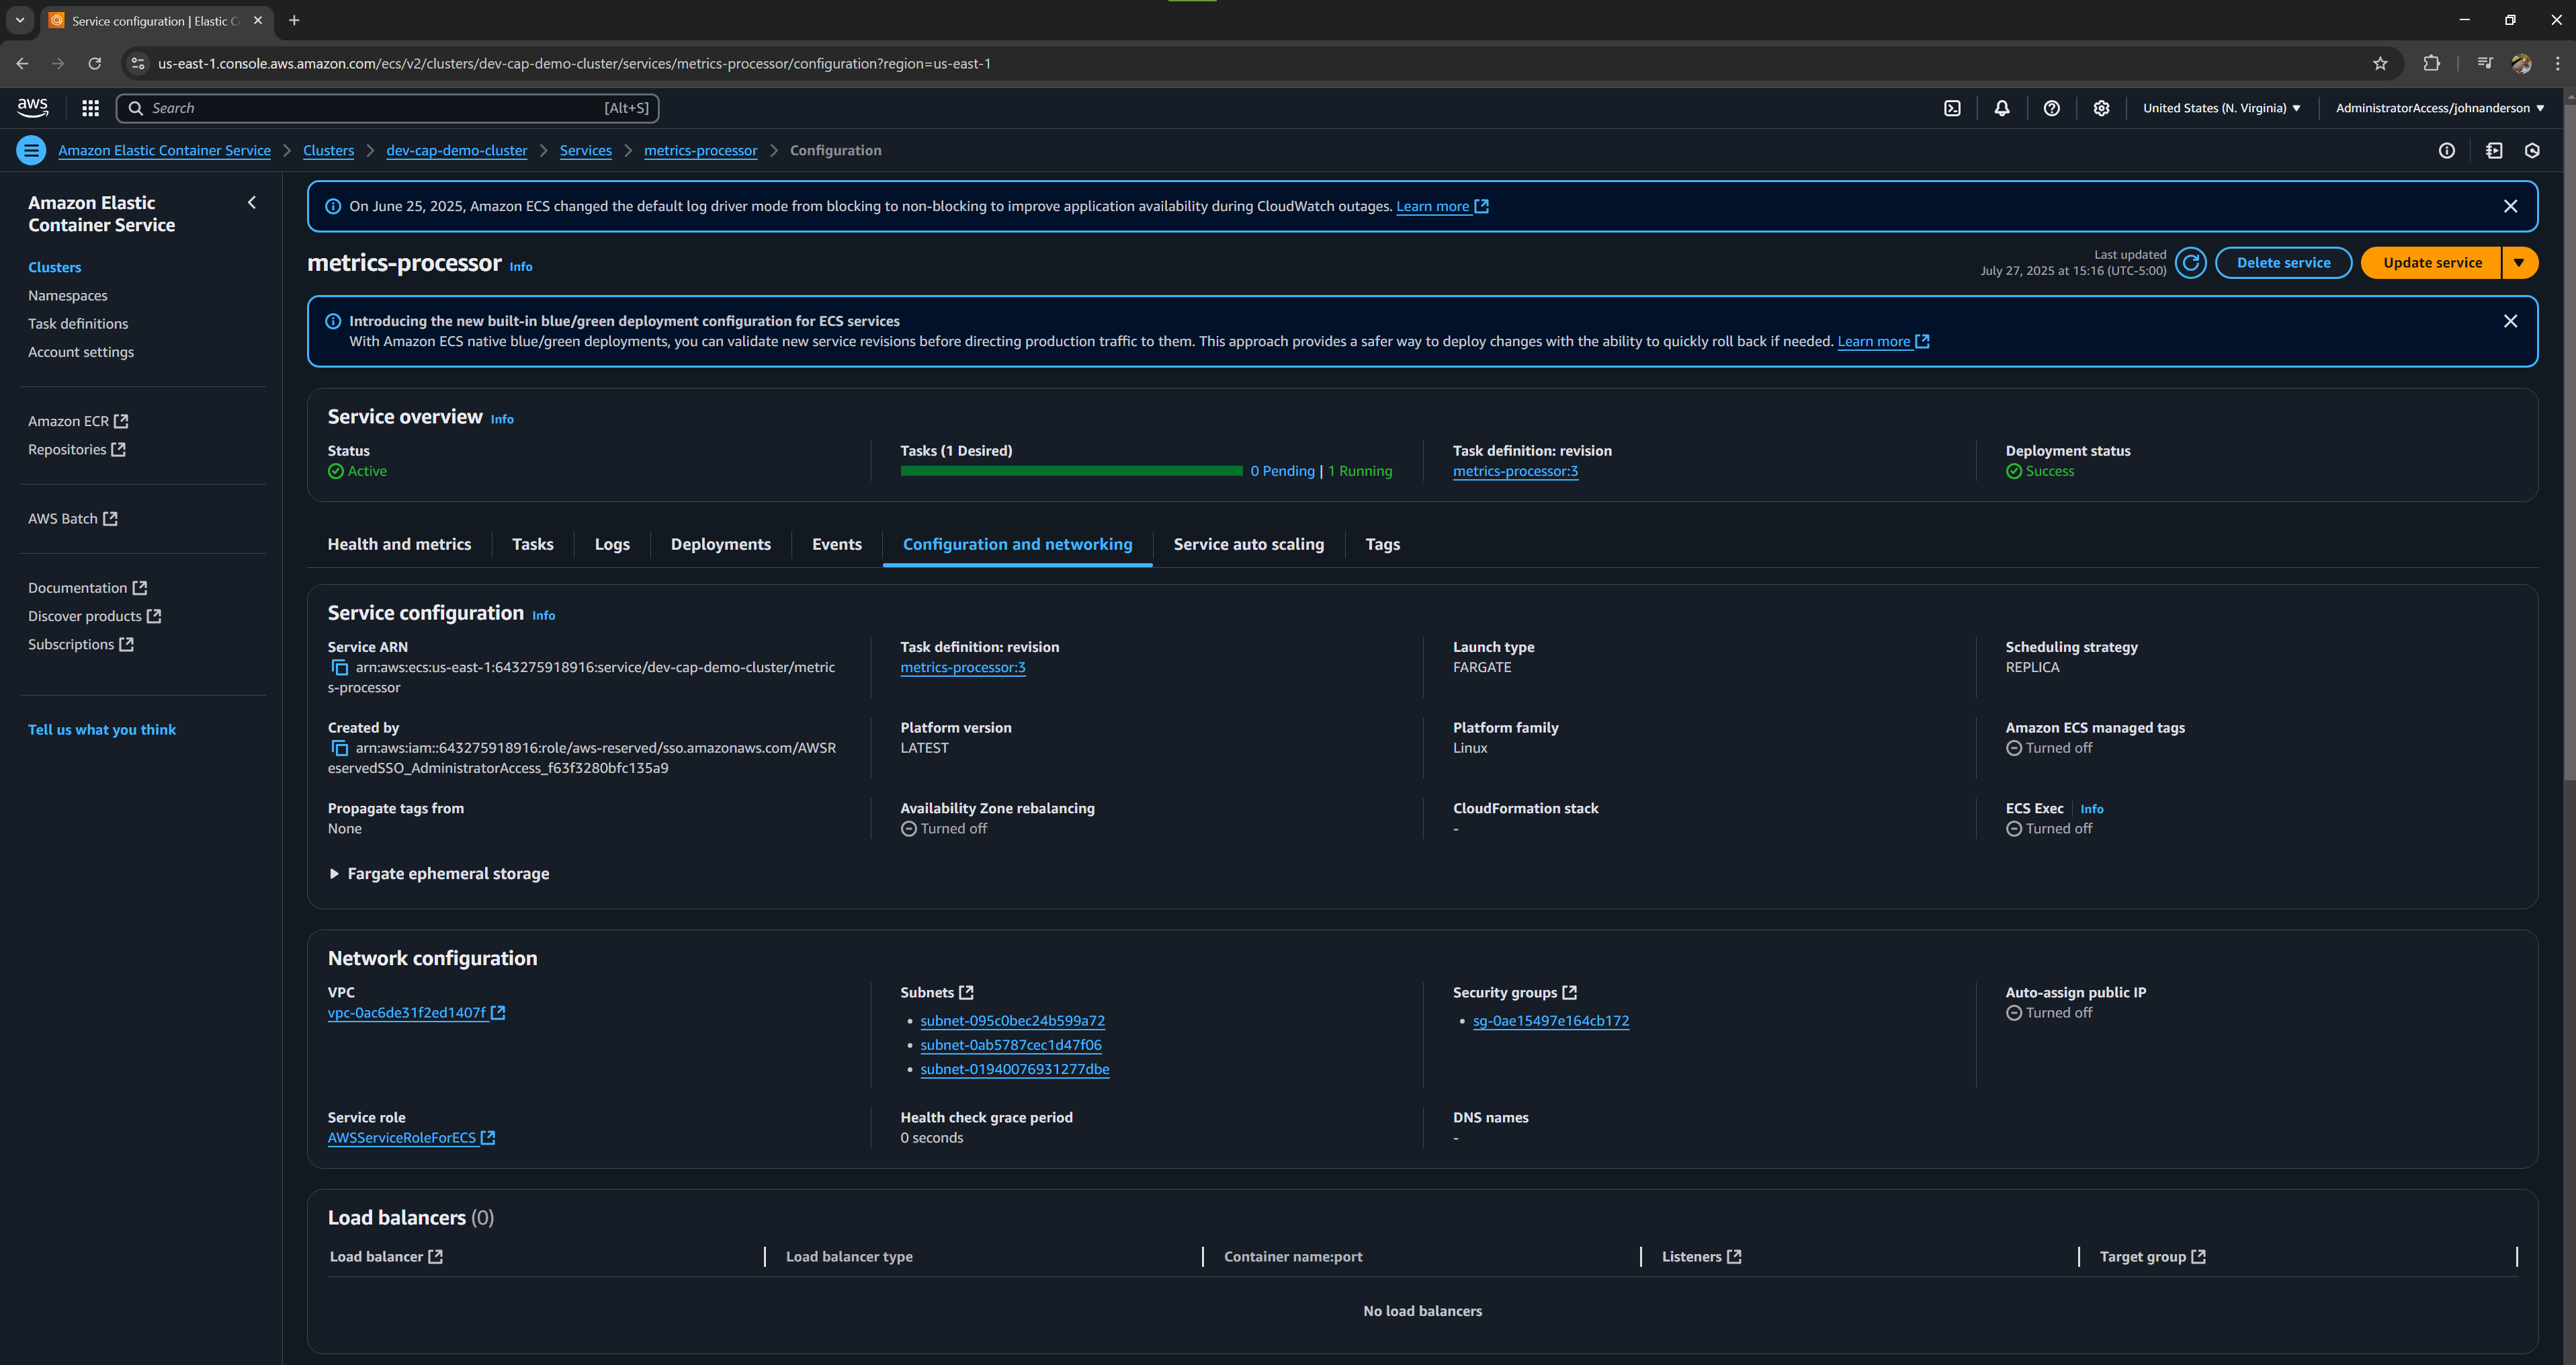 Service configuration | Elastic C
us-east-1.console.aws.amazon.com/ecs/v2/clusters/dev-cap-demo-cluster/services/metrics-processor/configuration?region=us-east-1
aws
Search [Alt+S]
United States (N. Virginia)
AdministratorAccess/johnanderson
Amazon Elastic Container Service Clusters dev-cap-demo-cluster Services metrics-processor Configuration
Amazon Elastic
Container Service
Clusters
Namespaces
Task definitions
Account settings
Amazon ECR
Repositories
AWS Batch
Documentation
Discover products
Subscriptions
Tell us what you think
On June 25, 2025, Amazon ECS changed the default log driver mode from blocking to non-blocking to improve application availability during CloudWatch outages. Learn more
metrics-processor Info
Last updated
July 27, 2025 at 15:16 (UTC-5:00)
Delete service
Update service
Introducing the new built-in blue/green deployment configuration for ECS services
With Amazon ECS native blue/green deployments, you can validate new service revisions before directing production traffic to them. This approach provides a safer way to deploy changes with the ability to quickly roll back if needed. Learn more
Service overview Info
Status
Active
Tasks (1 Desired)
0 Pending | 1 Running
Task definition: revision
metrics-processor:3
Deployment status
Success
Health and metrics Tasks Logs Deployments Events Configuration and networking Service auto scaling Tags
Service configuration Info
Service ARN
arn:aws:ecs:us-east-1:643275918916:service/dev-cap-demo-cluster/metric
s-processor
Task definition: revision
metrics-processor:3
Launch type
FARGATE
Scheduling strategy
REPLICA
Created by
arn:aws:iam::643275918916:role/aws-reserved/sso.amazonaws.com/AWSR
eservedSSO_AdministratorAccess_f63f3280bfc135a9
Platform version
LATEST
Platform family
Linux
Amazon ECS managed tags
Turned off
Propagate tags from
None
Availability Zone rebalancing
Turned off
CloudFormation stack
-
ECS Exec Info
Turned off
Fargate ephemeral storage
Network configuration
VPC
vpc-0ac6de31f2ed1407f
Subnets
• subnet-095c0bec24b599a72
• subnet-0ab5787cec1d47f06
• subnet-01940076931277dbe
Security groups
• sg-0ae15497e164cb172
Auto-assign public IP
Turned off
Service role
AWSServiceRoleForECS
Health check grace period
0 seconds
DNS names
-
Load balancers (0)
Load balancer Load balancer type Container name:port Listeners Target group
No load balancers